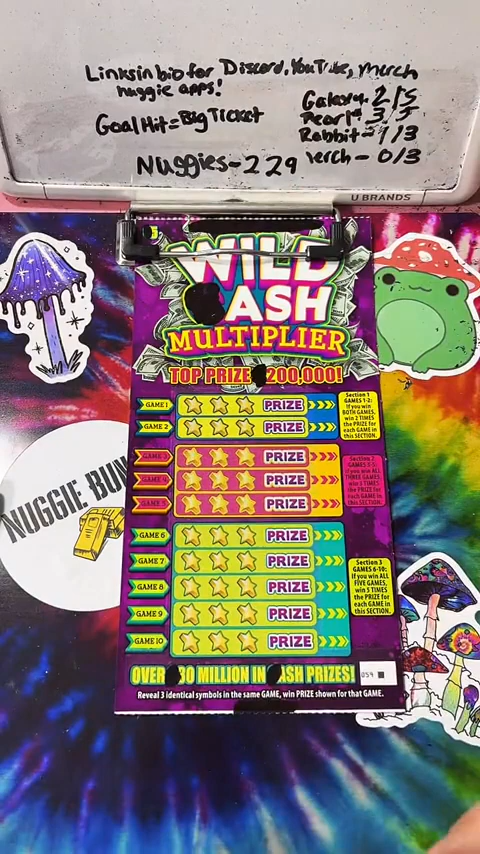 Links in bio for Discord, YouTube, Merch
nuggie apps!
Goal Hit = Big Ticket
Galaxy- 2/5
Pearl- 3/5
Rabbit- 1/3
Nuggies - 229
erch - 0/3
U BRANDS
WILD
ASH
MULTIPLIER
TOP PRIZE 200,000!
GAME 1 PRIZE
GAME 2 PRIZE
Section 1
GAMES 1-2:
If you win
BOTH GAMES,
win 2 TIMES
the PRIZE for
each GAME in
this SECTION.
GAME 3 PRIZE
GAME 4 PRIZE
GAME 5 PRIZE
Section 2
GAMES 3-5:
If you win ALL
THREE GAMES,
win 3 TIMES
the PRIZE for
each GAME in
this SECTION.
GAME 6 PRIZE
GAME 7 PRIZE
GAME 8 PRIZE
GAME 9 PRIZE
GAME 10 PRIZE
Section 3
GAMES 6-10:
If you win ALL
FIVE GAMES,
win 5 TIMES
the PRIZE for
each GAME in
this SECTION.
OVER 30 MILLION IN ASH PRIZES!
059
Reveal 3 identical symbols in the same GAME, win PRIZE shown for that GAME.
NUGGIE RUN